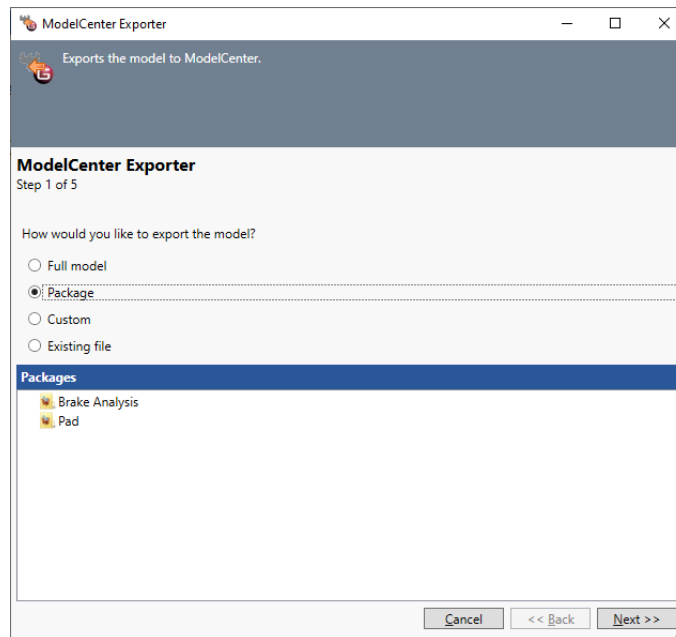 ModelCenter Exporter
Exports the model to ModelCenter.
ModelCenter Exporter
Step 1 of 5
How would you like to export the model?
Full model
Package
Custom
Existing file
Packages
Brake Analysis
Pad
Cancel
<< Back
Next >>